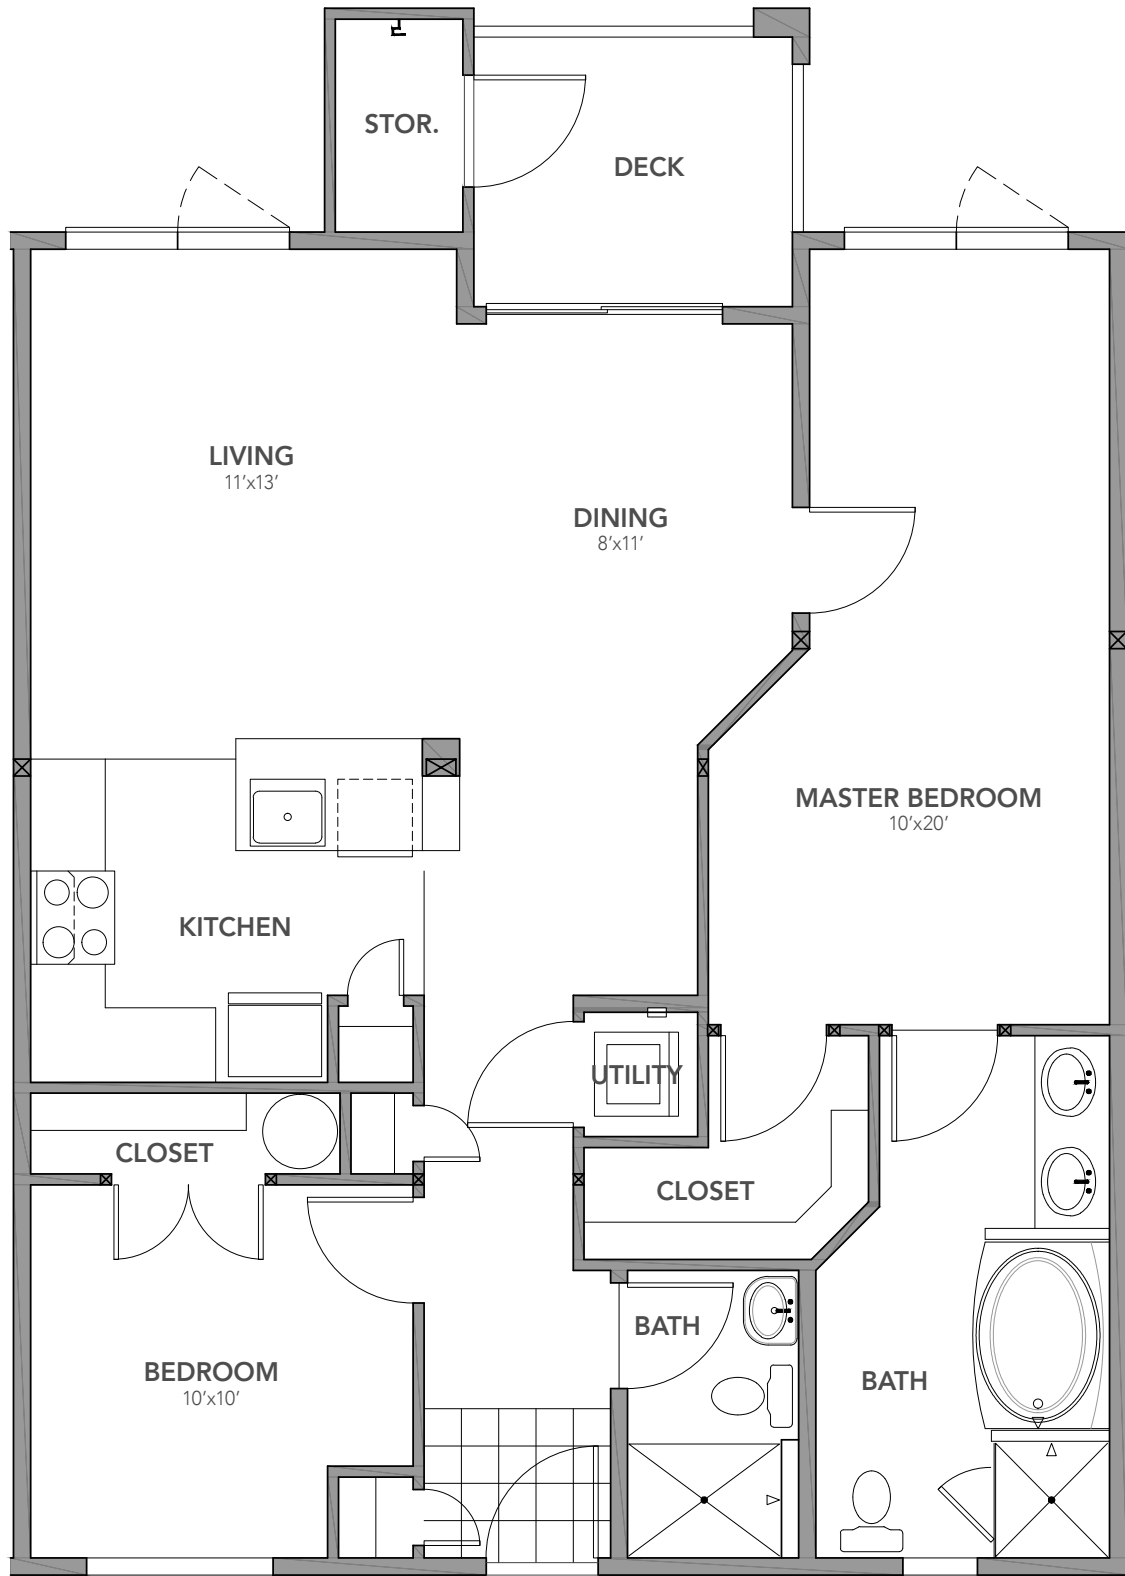 STOR.
DECK
LIVING
11’x13’
DINING
8’x11’
MASTER BEDROOM
10’x20’
KITCHEN
UTILITY
CLOSET
CLOSET
BATH
BEDROOM
10’x10’
BATH